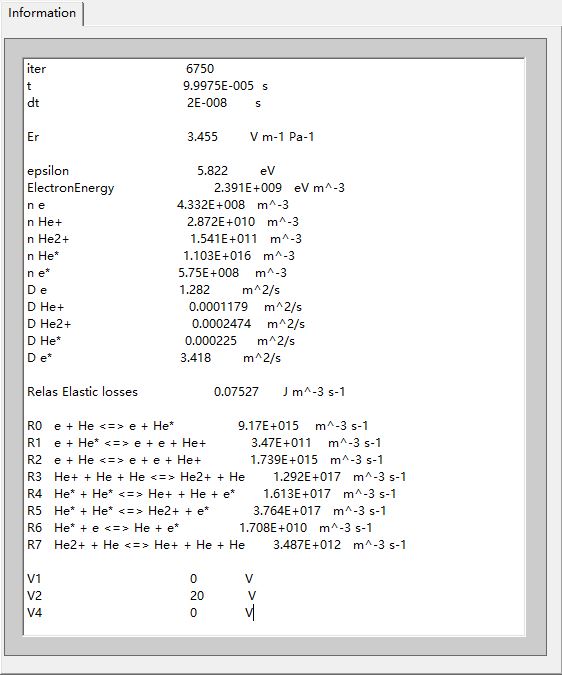 Information
iter 6750
t 9.9975E-005 s
dt 2E-008 s
Er 3.455 V m-1 Pa-1
epsilon 5.822 eV
ElectronEnergy 2.391E+009 eV m^-3
n e 4.332E+008 m^-3
n He+ 2.872E+010 m^-3
n He2+ 1.541E+011 m^-3
n He* 1.103E+016 m^-3
n e* 5.75E+008 m^-3
D e 1.282 m^2/s
D He+ 0.0001179 m^2/s
D He2+ 0.0002474 m^2/s
D He* 0.000225 m^2/s
D e* 3.418 m^2/s
Relas Elastic losses 0.07527 J m^-3 s-1
R0 e + He <=> e + He* 9.17E+015 m^-3 s-1
R1 e + He* <=> e + e + He+ 3.47E+011 m^-3 s-1
R2 e + He <=> e + e + He+ 1.739E+015 m^-3 s-1
R3 He+ + He + He <=> He2+ + He 1.292E+017 m^-3 s-1
R4 He* + He* <=> He+ + He + e* 1.613E+017 m^-3 s-1
R5 He* + He* <=> He2+ + e* 3.764E+017 m^-3 s-1
R6 He* + e <=> He + e* 1.708E+010 m^-3 s-1
R7 He2+ + He <=> He+ + He + He 3.487E+012 m^-3 s-1
V1 0 V
V2 20 V
V4 0 V